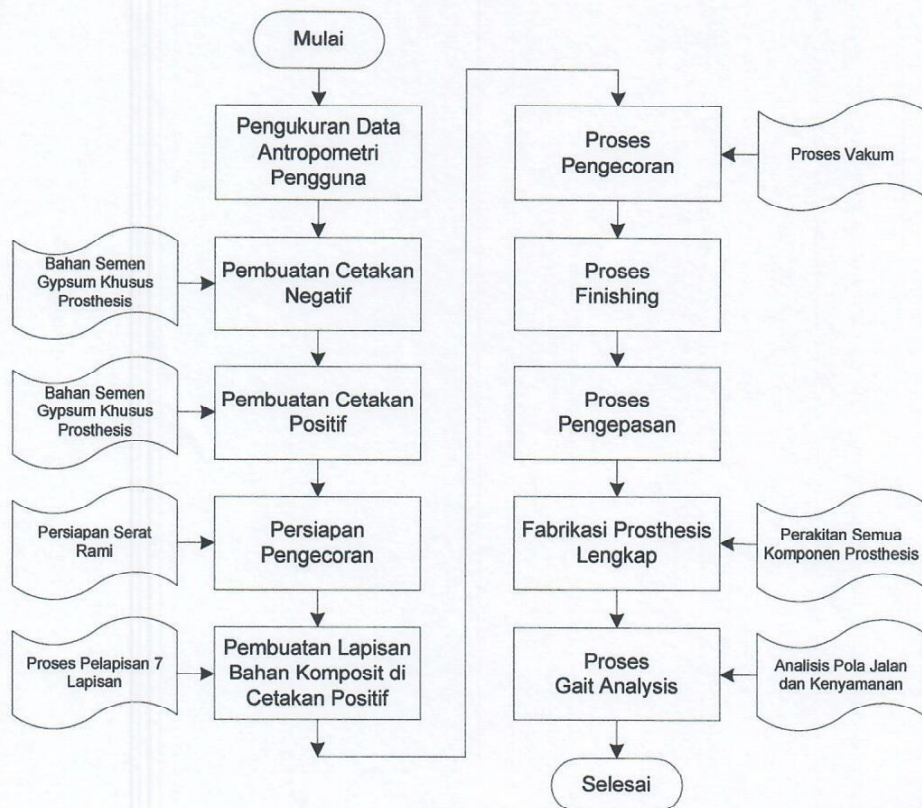 Mulai
Pengukuran Data
Antropometri
Pengguna
Bahan Semen
Gypsum Khusus
Prosthesis
Pembuatan Cetakan
Negatif
Bahan Semen
Gypsum Khusus
Prosthesis
Pembuatan Cetakan
Positif
Persiapan Serat
Rami
Persiapan
Pengecoran
Proses Pelapisan 7
Lapisan
Pembuatan Lapisan
Bahan Komposit di
Cetakan Positif
Proses
Pengecoran
Proses Vakum
Proses
Finishing
Proses
Pengepasan
Fabrikasi Prosthesis
Lengkap
Perakitan Semua
Komponen Prosthesis
Proses
Gait Analysis
Analisis Pola Jalan
dan Kenyamanan
Selesai